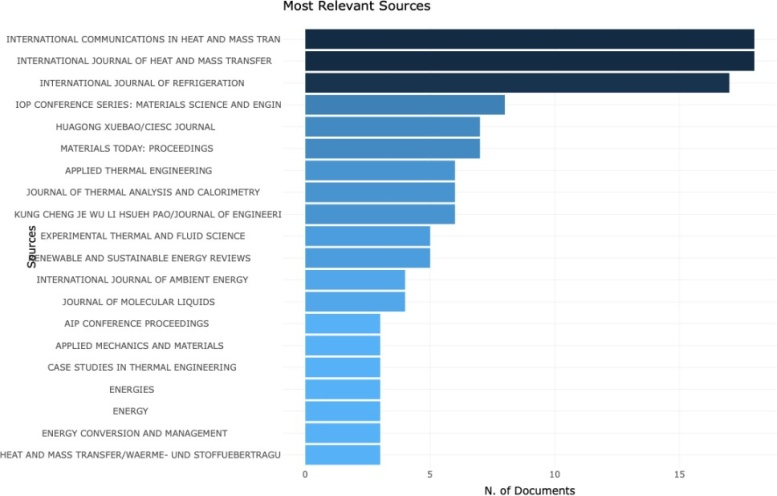 Most Relevant Sources
INTERNATIONAL COMMUNICATIONS IN HEAT AND MASS TRAN
INTERNATIONAL JOURNAL OF HEAT AND MASS TRANSFER
INTERNATIONAL JOURNAL OF REFRIGERATION
IOP CONFERENCE SERIES: MATERIALS SCIENCE AND ENGIN
HUAGONG XUEBAO/CIESC JOURNAL
MATERIALS TODAY: PROCEEDINGS
APPLIED THERMAL ENGINEERING
JOURNAL OF THERMAL ANALYSIS AND CALORIMETRY
KUNG CHENG JE WU LI HSUEH PAO/JOURNAL OF ENGINEERI
EXPERIMENTAL THERMAL AND FLUID SCIENCE
RENEWABLE AND SUSTAINABLE ENERGY REVIEWS
INTERNATIONAL JOURNAL OF AMBIENT ENERGY
JOURNAL OF MOLECULAR LIQUIDS
AIP CONFERENCE PROCEEDINGS
APPLIED MECHANICS AND MATERIALS
CASE STUDIES IN THERMAL ENGINEERING
ENERGIES
ENERGY
ENERGY CONVERSION AND MANAGEMENT
HEAT AND MASS TRANSFER/WAERME- UND STOFFUEBERTRAGU
Sources
0 5 10 15
N. of Documents